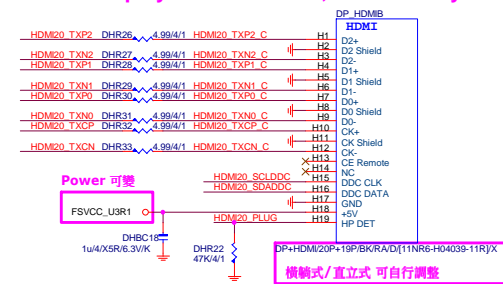 DP_HDMIB
HDMI
HDMI20_TXP2 DHR26 4.99/4/1 HDMI20_TXP2_C H1 D2+
H2 D2 Shield
HDMI20_TXN2 DHR27 4.99/4/1 HDMI20_TXN2_C H3 D2-
HDMI20_TXP1 DHR28 4.99/4/1 HDMI20_TXP1_C H4 D1+
H5 D1 Shield
HDMI20_TXN1 DHR29 4.99/4/1 HDMI20_TXN1_C H6 D1-
HDMI20_TXP0 DHR30 4.99/4/1 HDMI20_TXP0_C H7 D0+
H8 D0 Shield
HDMI20_TXN0 DHR31 4.99/4/1 HDMI20_TXN0_C H9 D0-
HDMI20_TXCP DHR32 4.99/4/1 HDMI20_TXCP_C H10 CK+
H11 CK Shield
HDMI20_TXCN DHR33 4.99/4/1 HDMI20_TXCN_C H12 CK-
H13 CE Remote
H14 NC
HDMI20_SCLDDC H15 DDC CLK
HDMI20_SDADDC H16 DDC DATA
H17 GND
H18 +5V
HDMI20_PLUG H19 HP DET
Power 可變
FSVCC_U3R1
DHBC18
1u/4/X5R/6.3V/K
DHR22
47K/4/1
DP+HDMI/20P+19P/BK/RA/D/[11NR6-H04039-11R]/X
橫躺式/直立式 可自行調整